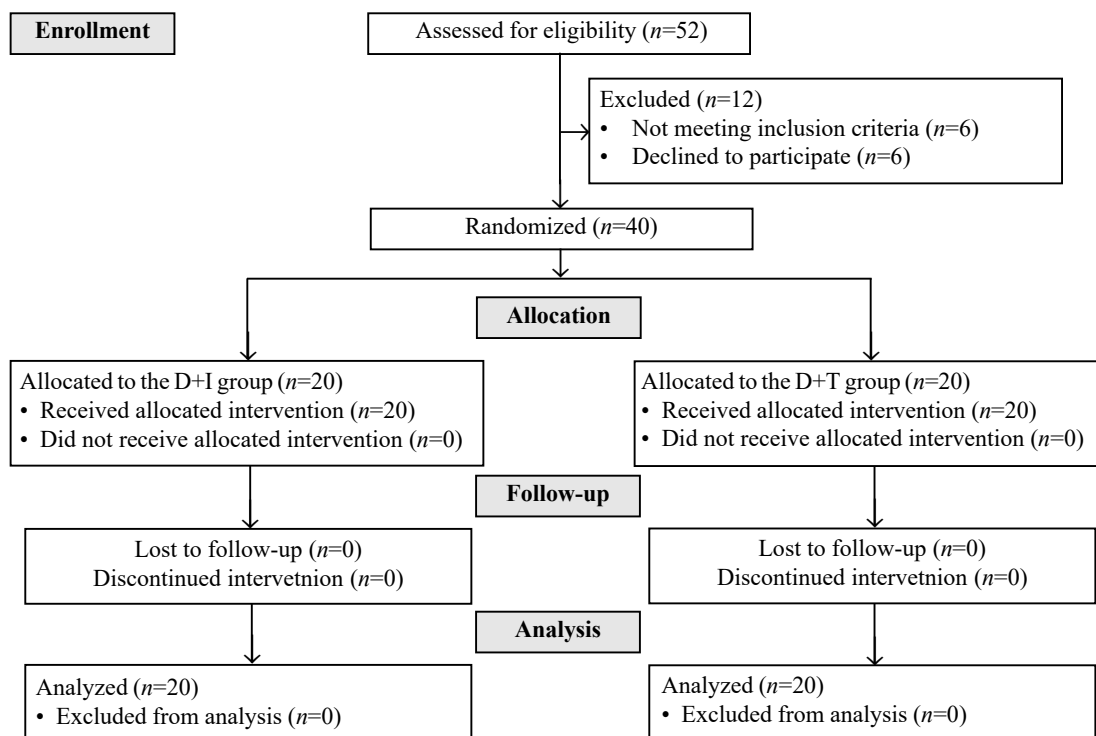 Enrollment
Assessed for eligibility (n=52)
Excluded (n=12)
• Not meeting inclusion criteria (n=6)
• Declined to participate (n=6)
Randomized (n=40)
Allocation
Allocated to the D+I group (n=20)
• Received allocated intervention (n=20)
• Did not receive allocated intervention (n=0)
Allocated to the D+T group (n=20)
• Received allocated intervention (n=20)
• Did not receive allocated intervention (n=0)
Follow-up
Lost to follow-up (n=0)
Discontinued intervetnion (n=0)
Lost to follow-up (n=0)
Discontinued intervetnion (n=0)
Analysis
Analyzed (n=20)
• Excluded from analysis (n=0)
Analyzed (n=20)
• Excluded from analysis (n=0)